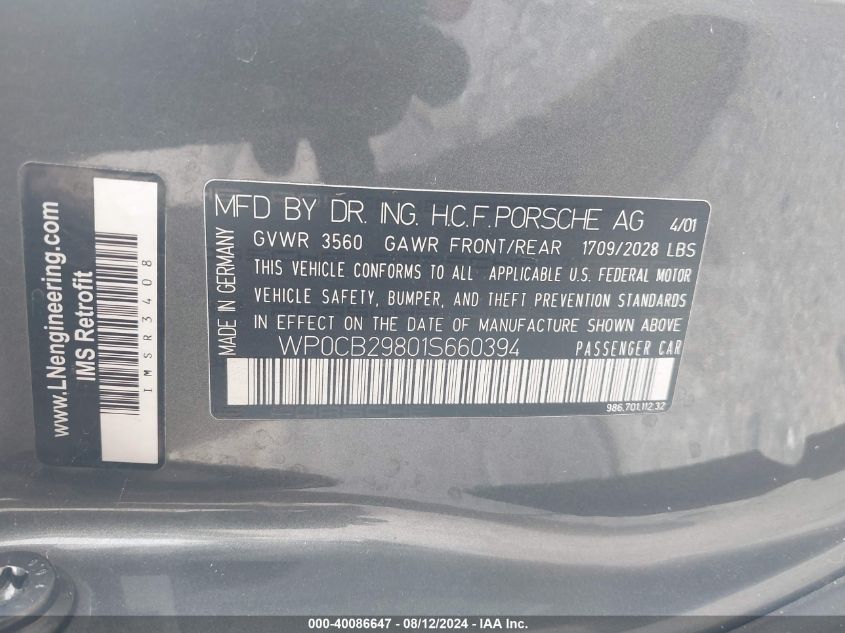 www.LNengineering.com
IMS Retrofit
IMSR3408
MFD BY DR. ING. H.C.F.PORSCHE AG 4/01
GVWR 3560 GAWR FRONT/REAR 1709/2028 LBS
THIS VEHICLE CONFORMS TO ALL APPLICABLE U.S. FEDERAL MOTOR
VEHICLE SAFETY, BUMPER, AND THEFT PREVENTION STANDARDS
IN EFFECT ON THE DATE OF MANUFACTURE SHOWN ABOVE
WP0CB29801S660394 PASSENGER CAR
MADE IN GERMANY
986.701.112.32
000-40086647 - 08/12/2024 - IAA Inc.